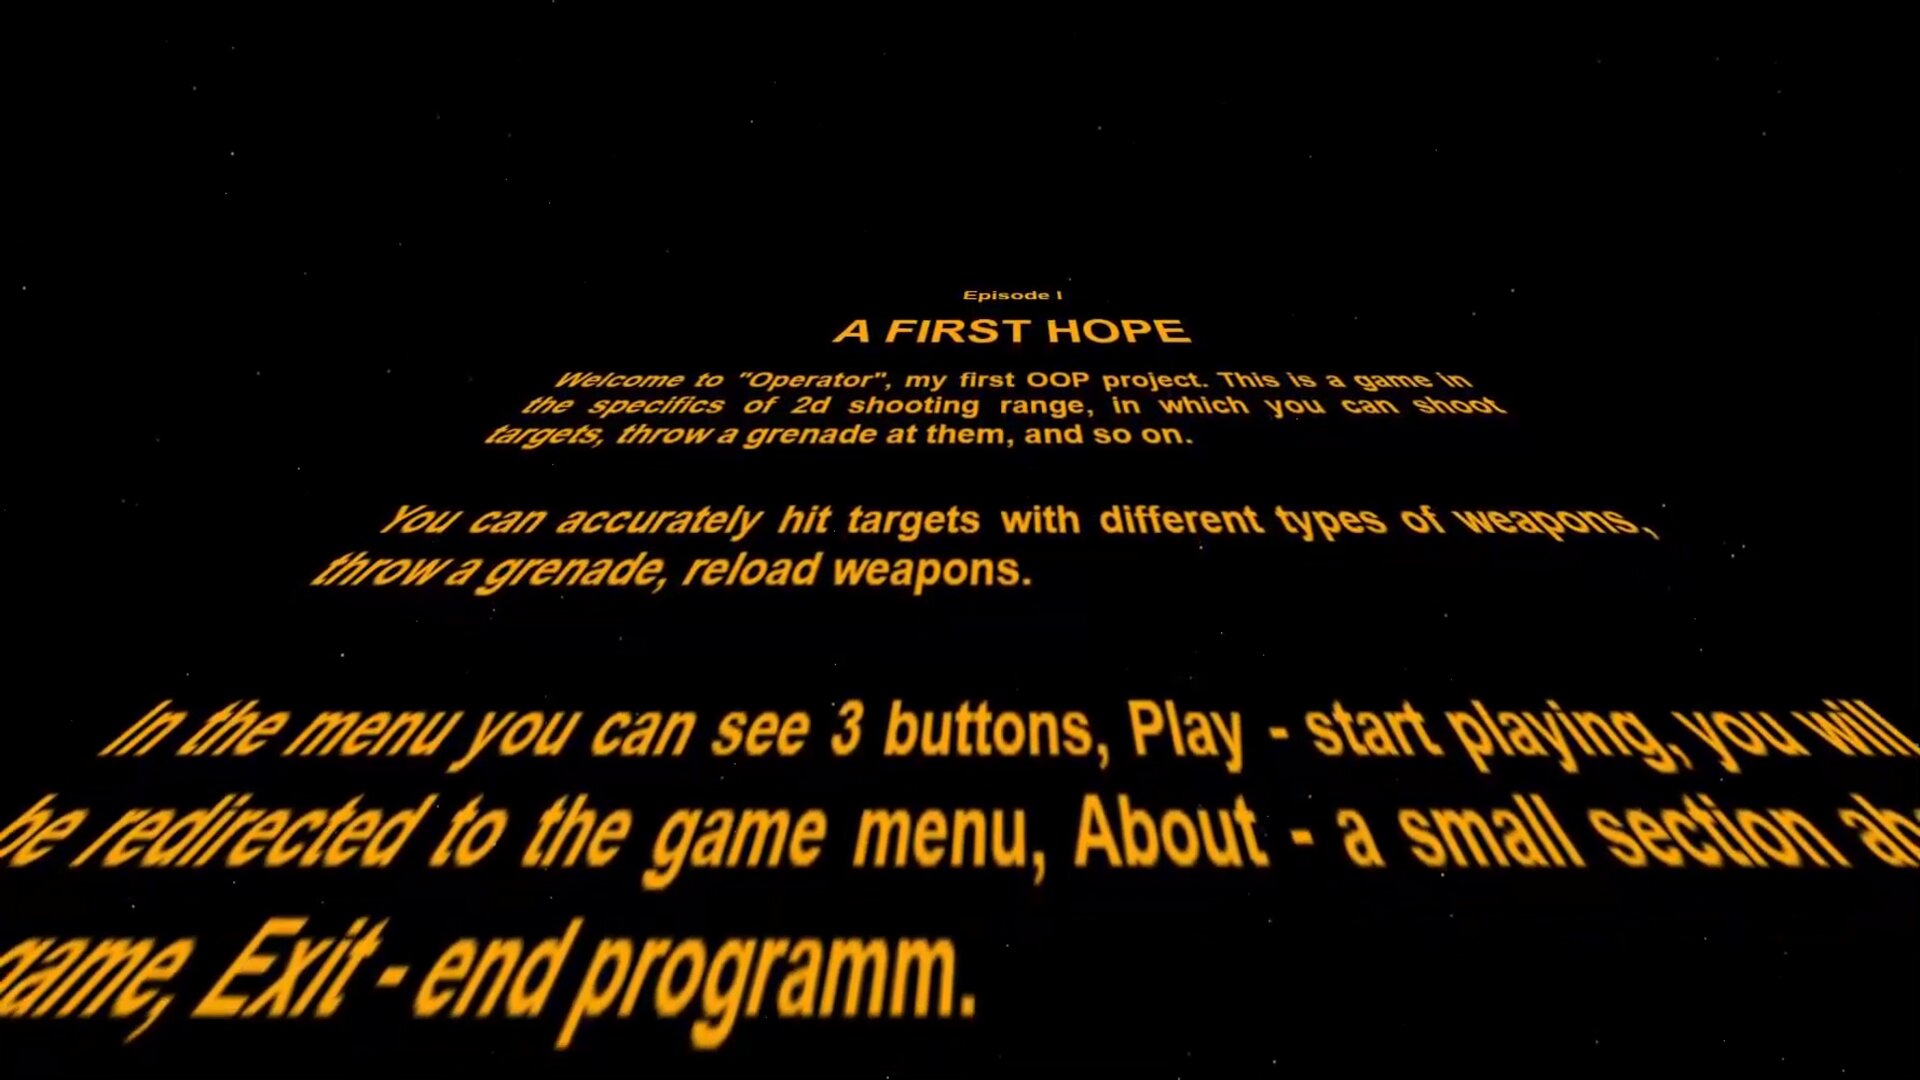 Episode I
A FIRST HOPE
Welcome to "Operator", my first OOP project. This is a game in
the specifics of 2d shooting range, in which you can shoot
targets, throw a grenade at them, and so on.
You can accurately hit targets with different types of weapons,
throw a grenade, reload weapons.
In the menu you can see 3 buttons, Play - start playing, you will
be redirected to the game menu, About - a small section
game, Exit - end programm.